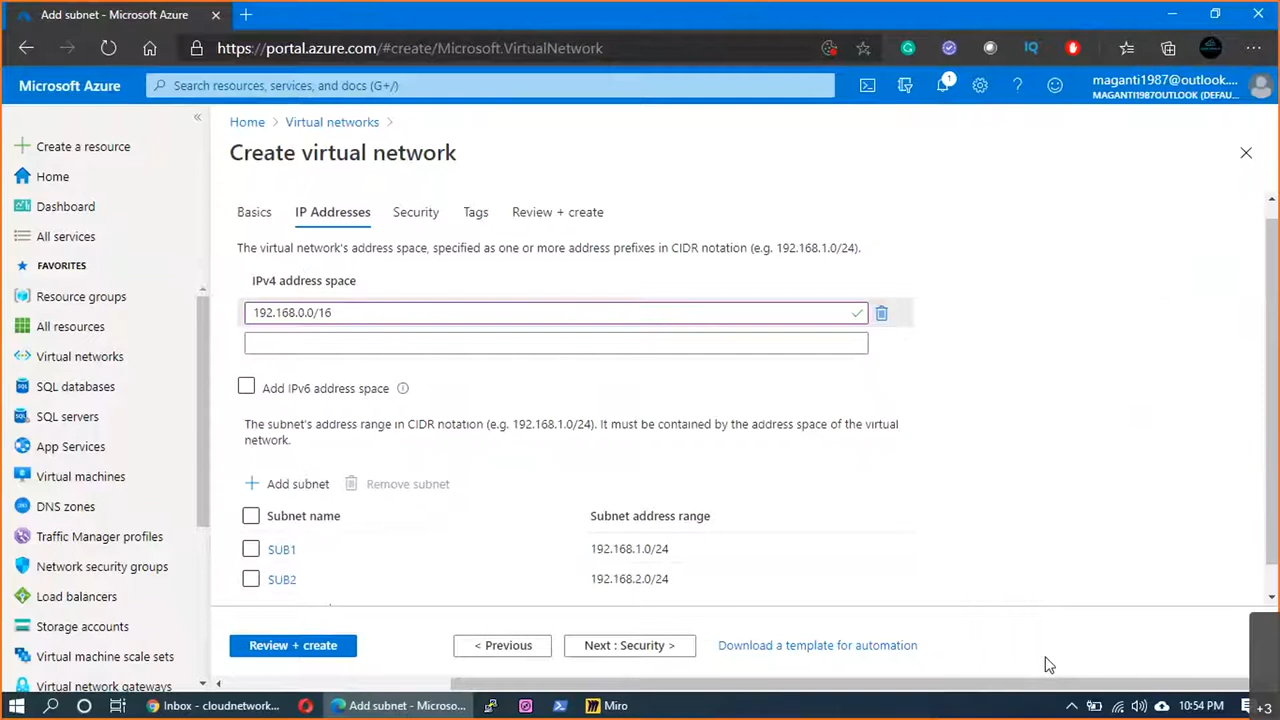 Add subnet - Microsoft Azure
https://portal.azure.com/#create/Microsoft.VirtualNetwork
IQ
Microsoft Azure
Search resources, services, and docs (G+/)
1
maganti1987@outlook....
MAGANTI1987OUTLOOK (DEFAU...
Home > Virtual networks >
Create virtual network
Create a resource
Home
Dashboard
All services
FAVORITES
Resource groups
All resources
Virtual networks
SQL databases
SQL servers
App Services
Virtual machines
DNS zones
Traffic Manager profiles
Network security groups
Load balancers
Storage accounts
Virtual machine scale sets
Virtual network gateways
Basics IP Addresses Security Tags Review + create
The virtual network's address space, specified as one or more address prefixes in CIDR notation (e.g. 192.168.1.0/24).
IPv4 address space
192.168.0.0/16
Add IPv6 address space
The subnet's address range in CIDR notation (e.g. 192.168.1.0/24). It must be contained by the address space of the virtual
network.
Add subnet Remove subnet
Subnet name Subnet address range
SUB1 192.168.1.0/24
SUB2 192.168.2.0/24
Review + create < Previous Next : Security > Download a template for automation
Inbox - cloudnetwork... Add subnet - Microso... Miro 10:54 PM +3